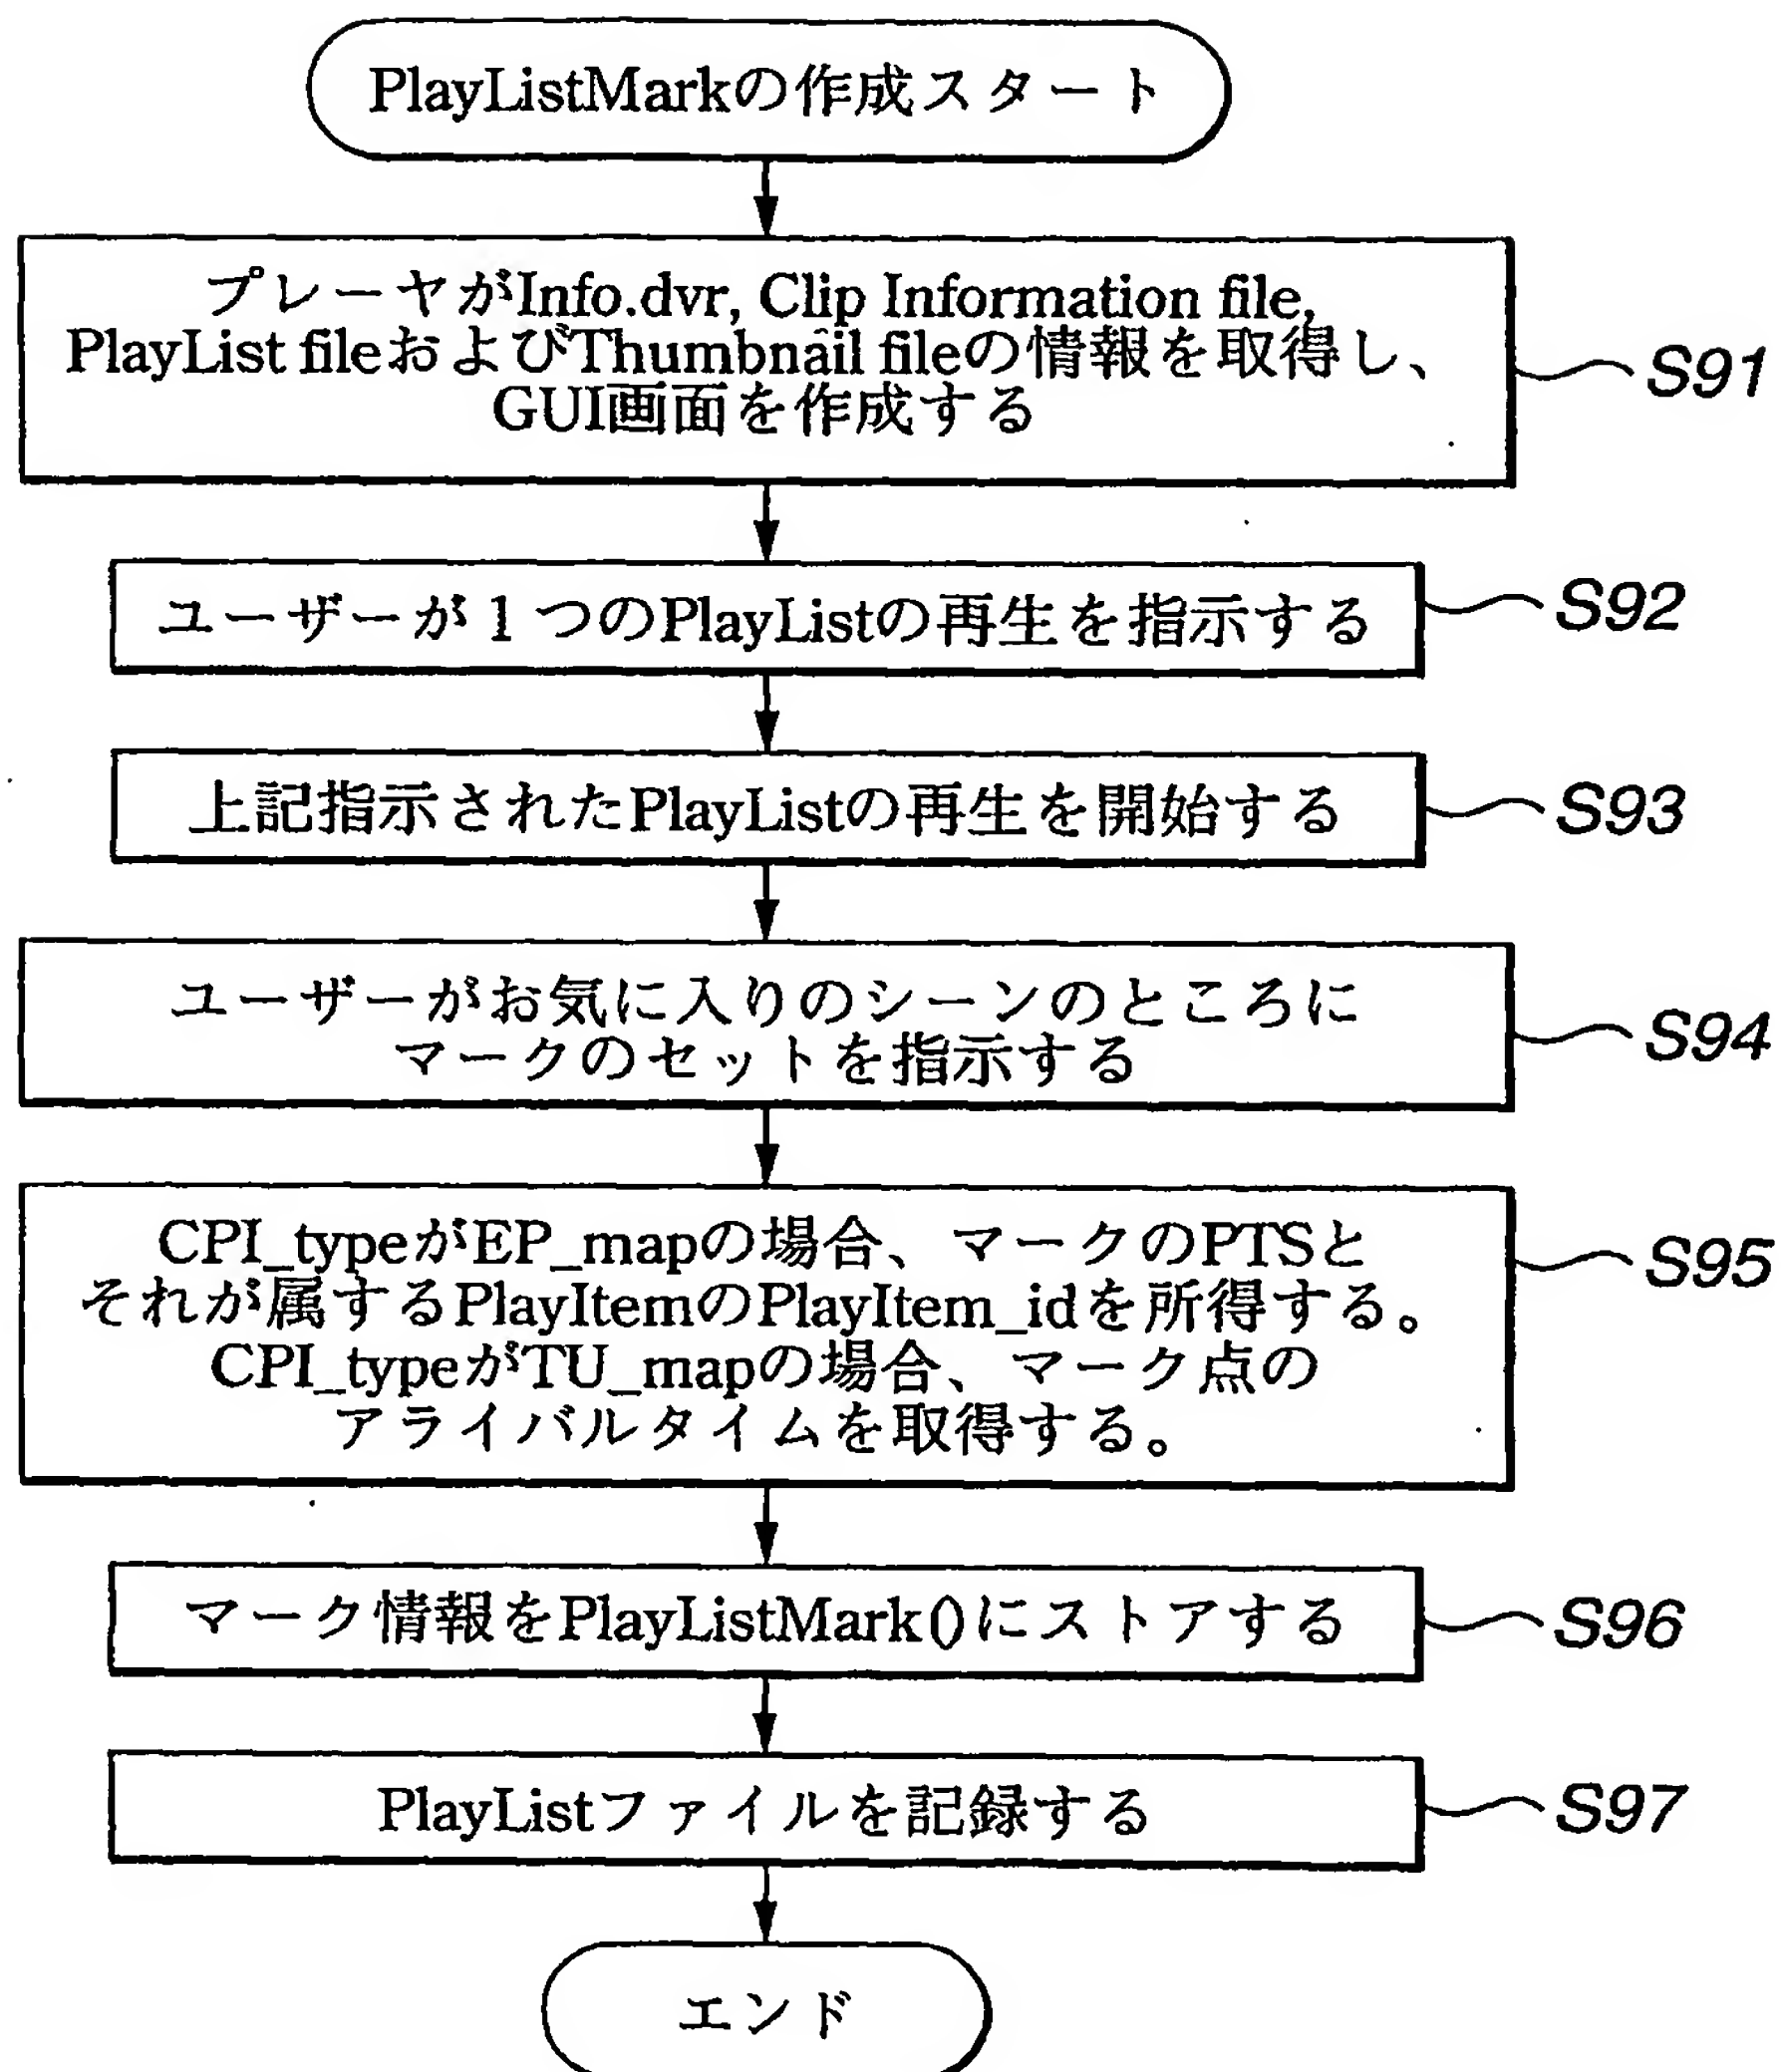 PlayListMarkの作成スタート
プレーヤがInfo.dvr, Clip Information file,
PlayList fileおよびThumbnail fileの情報を取得し、
GUI画面を作成する
S91
ユーザーが1つのPlayListの再生を指示する
S92
上記指示されたPlayListの再生を開始する
S93
ユーザーがお気に入りのシーンのところに
マークのセットを指示する
S94
CPI_typeがEP_mapの場合、マークのPTSと
それが属するPlayItemのPlayItem_idを所得する。
CPI_typeがTU_mapの場合、マーク点の
アライバルタイムを取得する。
S95
マーク情報をPlayListMark()にストアする
S96
PlayListファイルを記録する
S97
エンド